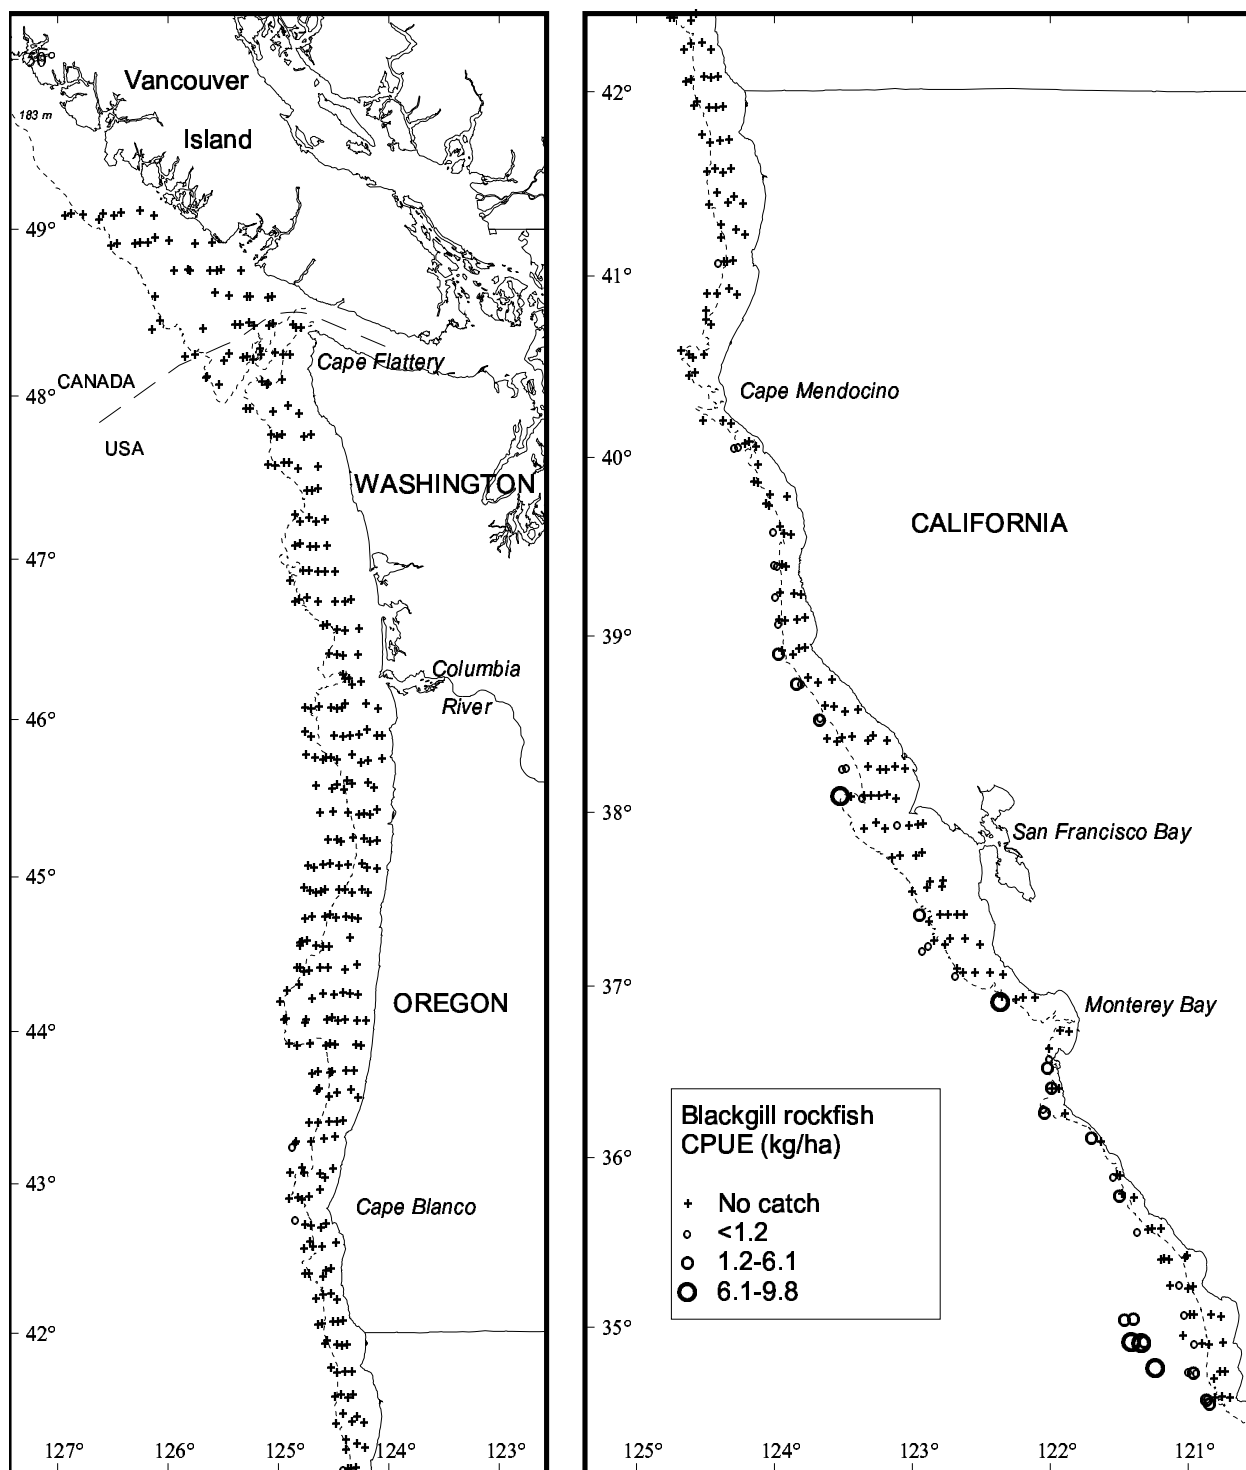 50°
Vancouver
Island
183 m
49°
Cape Flattery
CANADA
48°
USA
WASHINGTON
47°
Columbia
River
46°
45°
OREGON
44°
43°
Cape Blanco
42°
127°
126°
125°
124°
123°
42°
41°
Cape Mendocino
40°
CALIFORNIA
39°
38°
San Francisco Bay
37°
Monterey Bay
36°
35°
Blackgill rockfish
CPUE (kg/ha)
No catch
<1.2
1.2-6.1
6.1-9.8
125°
124°
123°
122°
121°